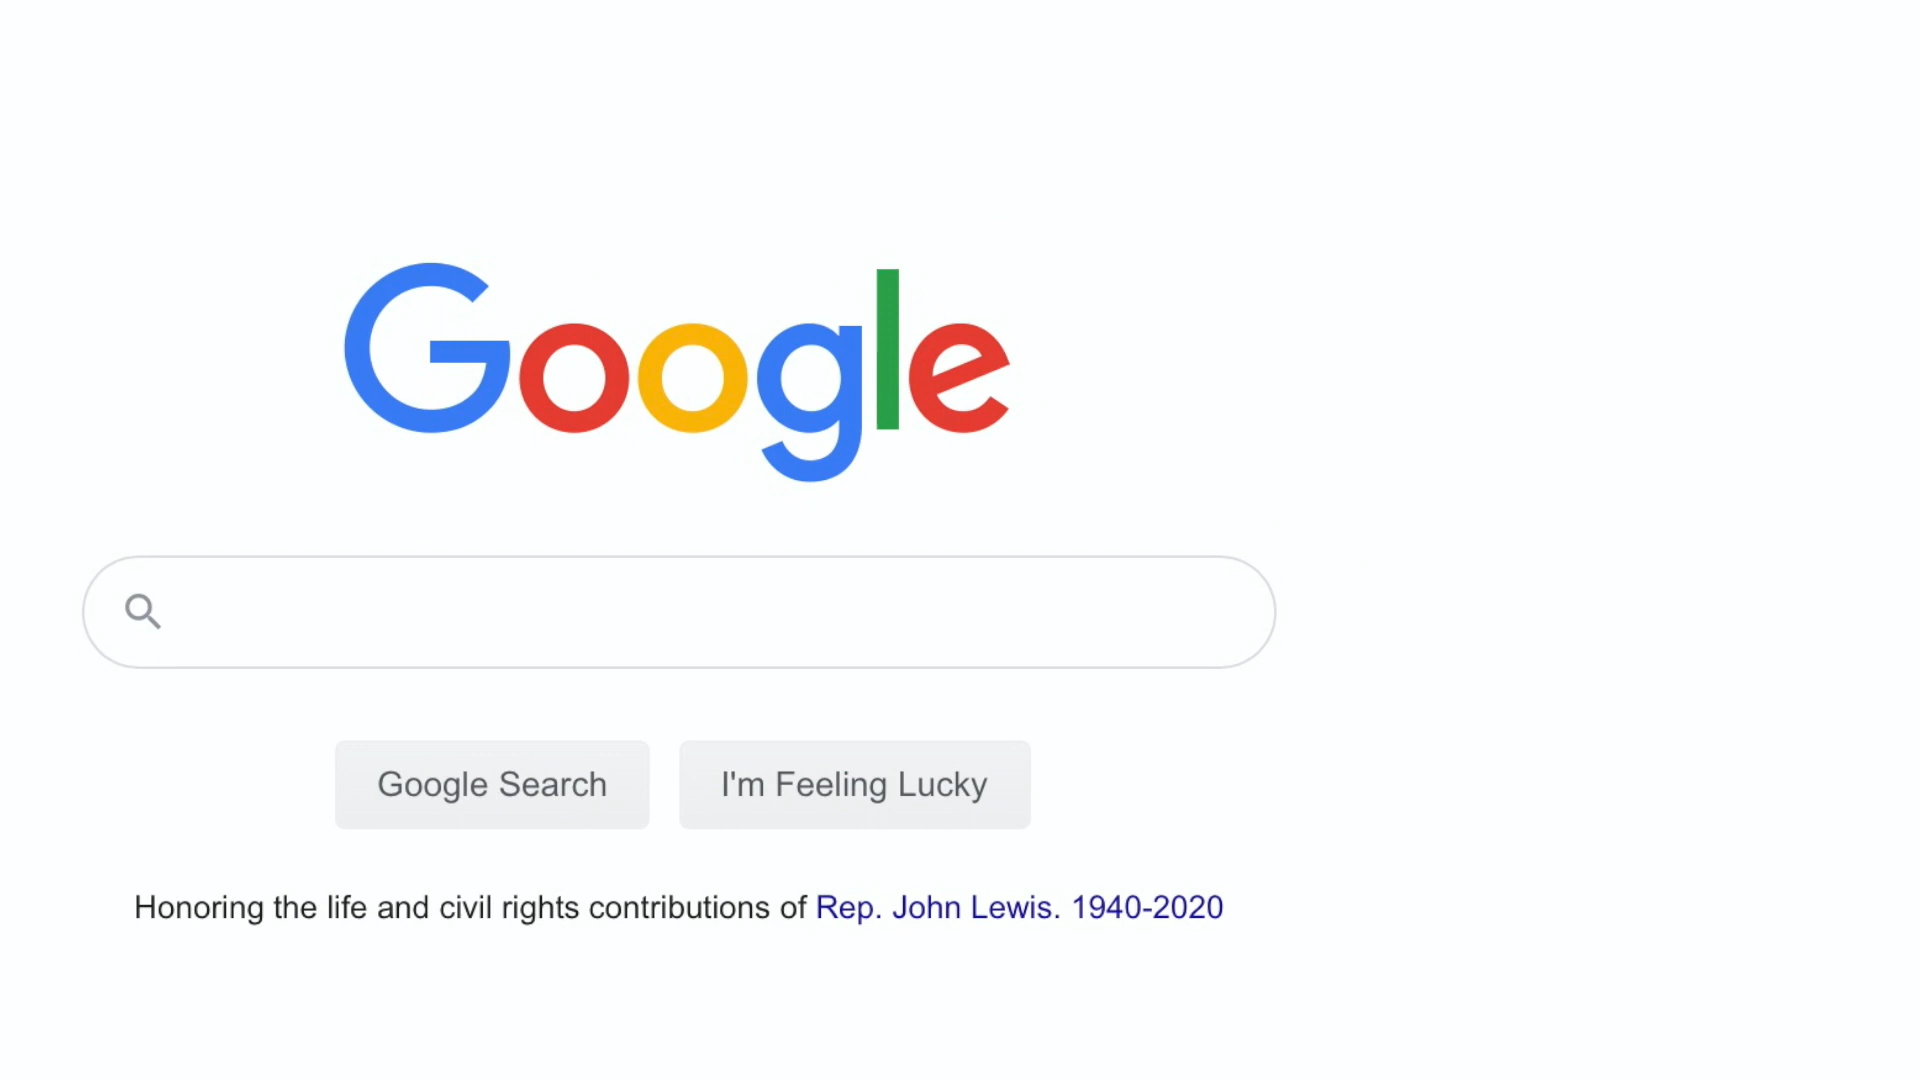 Google
Google Search
I'm Feeling Lucky
Honoring the life and civil rights contributions of Rep. John Lewis. 1940-2020